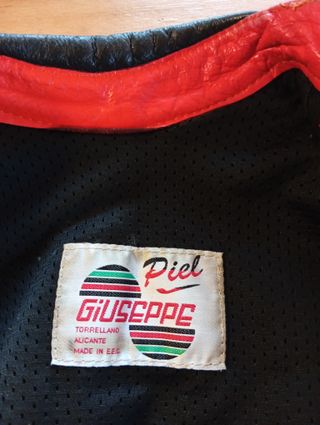 Piel
GiUSEPPE
TORRELLANO
ALICANTE
MADE IN E.E.C.